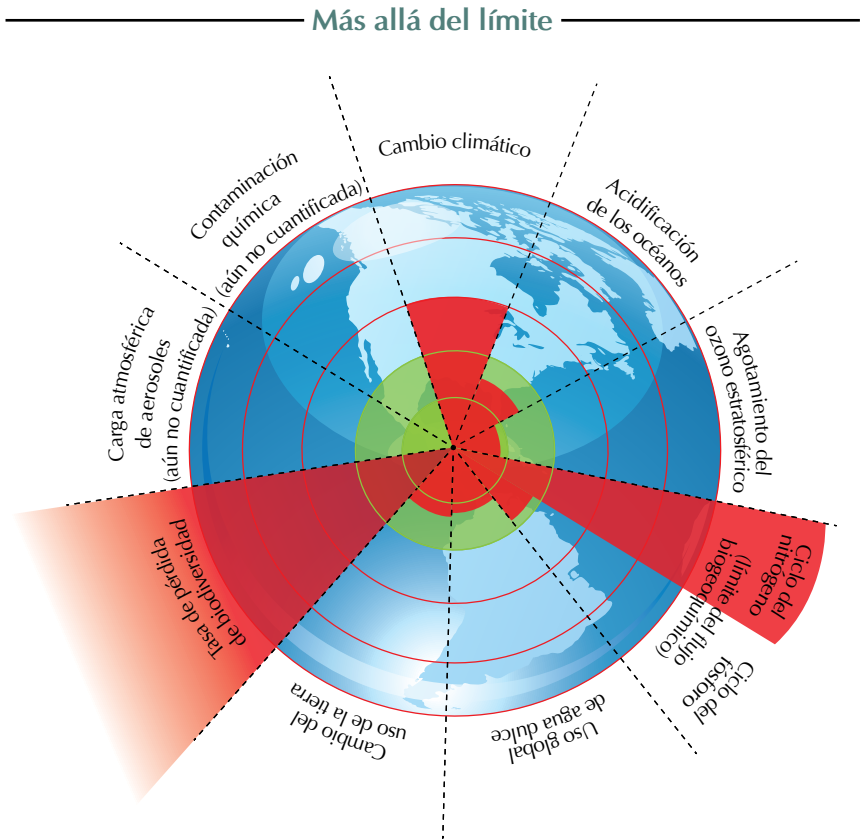 Más allá del límite
Cambio climático
Acidificación
de los océanos
Agotamiento del
ozono estratosférico
Ciclo del
nitrógeno
(límite del flujo
biogeoquímico)
Ciclo del
fósforo
Uso global
de agua dulce
Cambio del
uso de la tierra
Tasa de pérdida
de biodiversidad
Carga atmosférica
de aerosoles
(aún no cuantificada)
Contaminación
química
(aún no cuantificada)